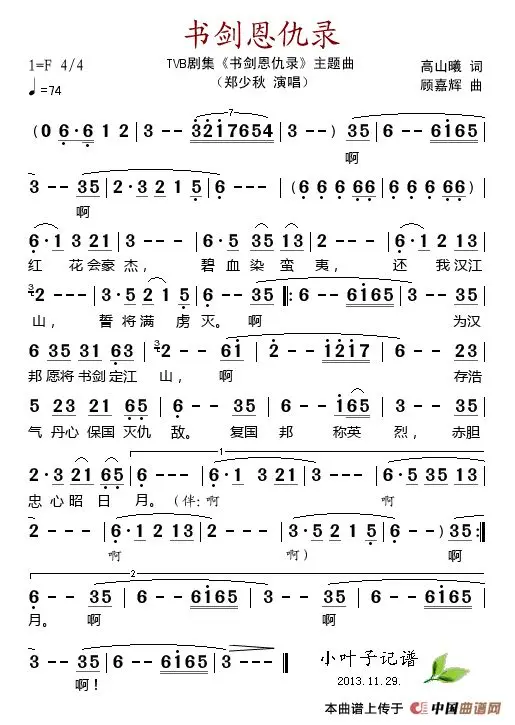 书剑恩仇录
1=F 4/4
TVB剧集《书剑恩仇录》主题曲
高山曦 词
♩=74
（郑少秋 演唱）
顾嘉辉 曲
(0 6·6 1 2 | 3 - - 3217654 | 3 - - -) 35 | 6 - - 6165 |
啊
3 - - 35 | 2·3 2 1 5 | 6 - - - | (6 6 6 66 66 | 6 6 6 6 66) |
啊
6·1 3 21 | 3 - - - | 6·5 35 13 | 2 - - - | 6·1 2 13 |
红 花会豪 杰， 碧血染 蛮 夷， 还 我汉江
3 2 - - - | 3·5 2 1 5 | 6 - - 35 |: 6 - - 6165 | 3 - - 35 |
山， 誓将满 虏 灭。 啊 为汉
6 35 35 63 | 3 2 - - 61 | 2 - - 1217 | 6 - - 23 |
邦 愿将 书剑 定江 山， 啊 存浩
5 23 21 65 | 6 - - 35 | 6 - - 165 | 3 - - 35 |
气 丹心 保国 灭仇 敌。 复国 邦 称英 烈， 赤胆
1
2·3 21 65 | 6 - - - | 6·1 3 21 | 3 - - - | 6·5 35 13 |
忠 心昭 日 月。（伴：啊 啊
2 - - - | 6·1 2 13 | 2 - - - | 3·5 2 1 5 | 6 - - ) 35 :|
啊 啊） 啊
2
6 - - 35 | 6 - - 6165 | 3 - - 35 | 6 - - 6165 |
月。 啊 啊
3 - - 35 | 6 - - 6165 | 3 - - - ||
啊！
小叶子记谱
2013.11.29.
本曲谱上传于 中国曲谱网